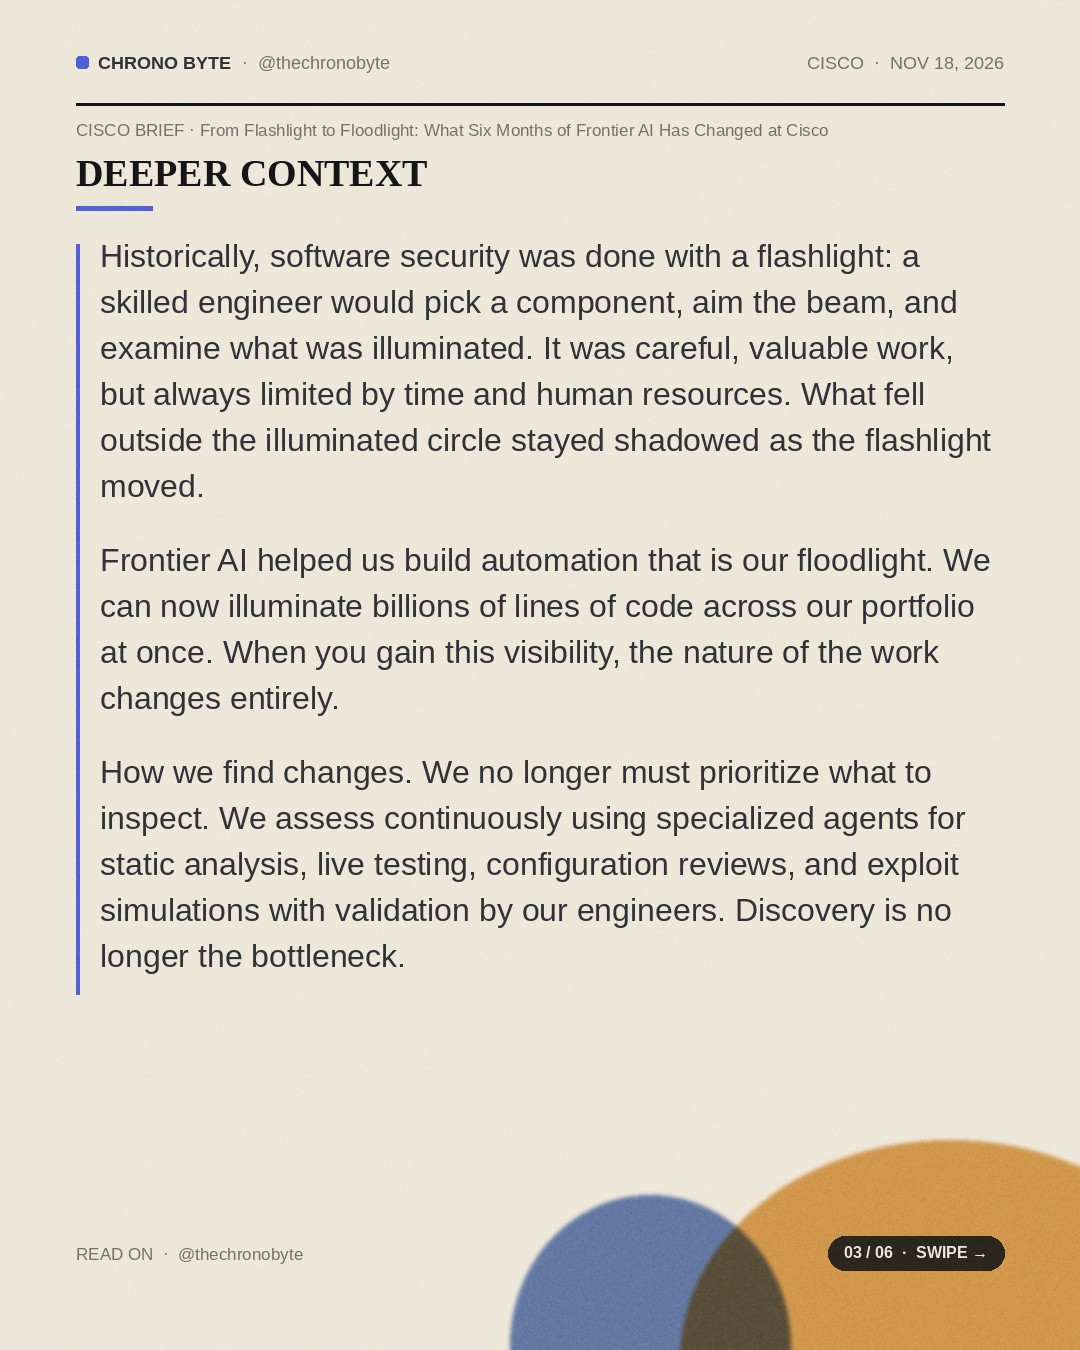 CHRONO BYTE · @thechronobyte
CISCO · NOV 18, 2026
CISCO BRIEF · From Flashlight to Floodlight: What Six Months of Frontier AI Has Changed at Cisco
DEEPER CONTEXT
Historically, software security was done with a flashlight: a
skilled engineer would pick a component, aim the beam, and
examine what was illuminated. It was careful, valuable work,
but always limited by time and human resources. What fell
outside the illuminated circle stayed shadowed as the flashlight
moved.
Frontier AI helped us build automation that is our floodlight. We
can now illuminate billions of lines of code across our portfolio
at once. When you gain this visibility, the nature of the work
changes entirely.
How we find changes. We no longer must prioritize what to
inspect. We assess continuously using specialized agents for
static analysis, live testing, configuration reviews, and exploit
simulations with validation by our engineers. Discovery is no
longer the bottleneck.
READ ON · @thechronobyte
03 / 06 · SWIPE →